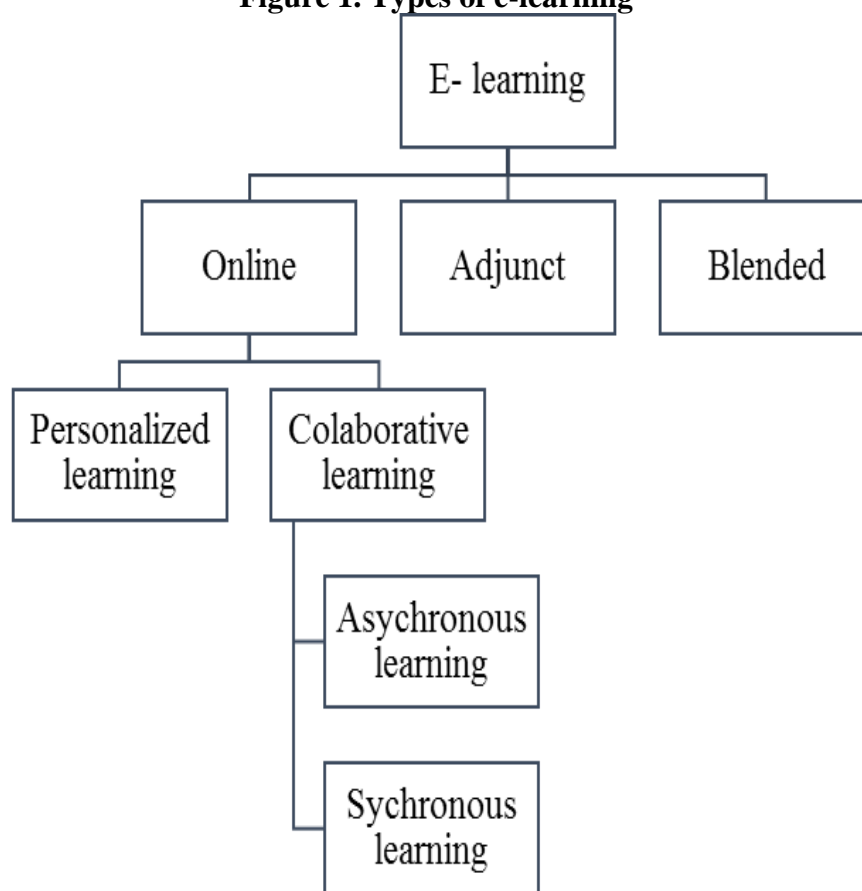 Figure 1: Types of e-learning
E- learning
Online
Adjunct
Blended
Personalized
learning
Colaborative
learning
Asychronous
learning
Sychronous
learning